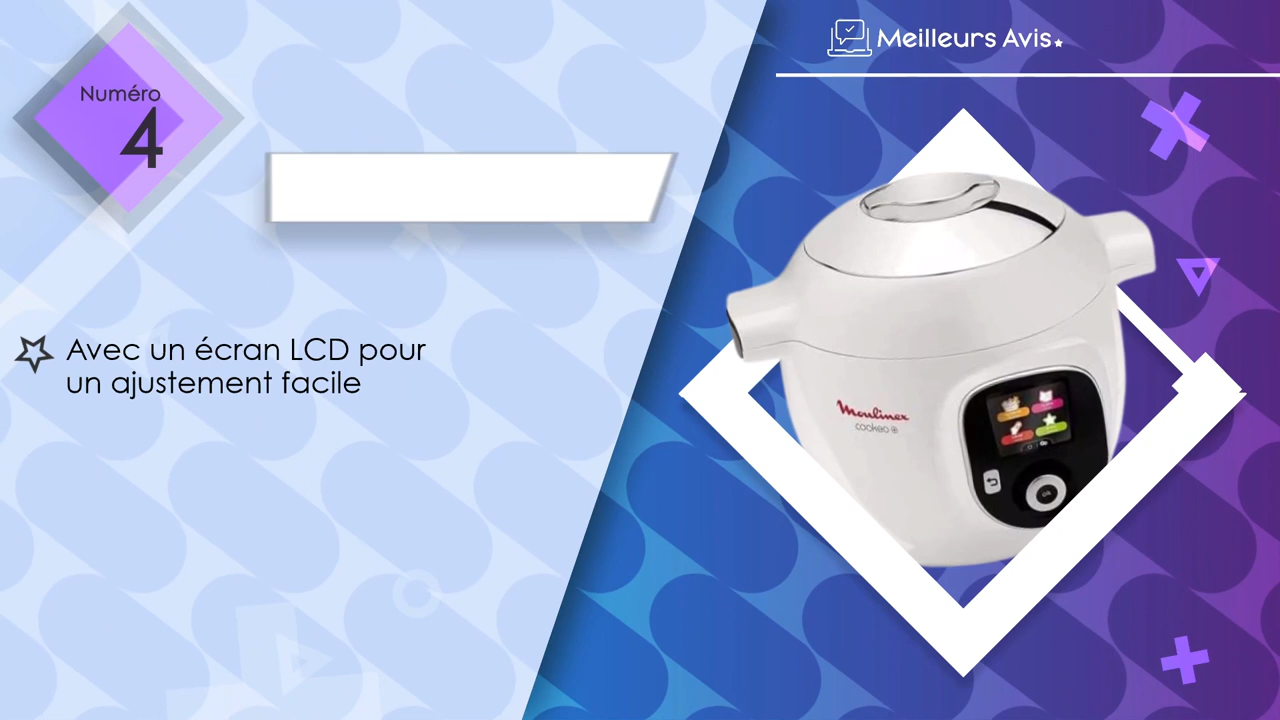 Numéro
4
Meilleurs Avis
Avec un écran LCD pour
un ajustement facile
Moulinex
cookeo